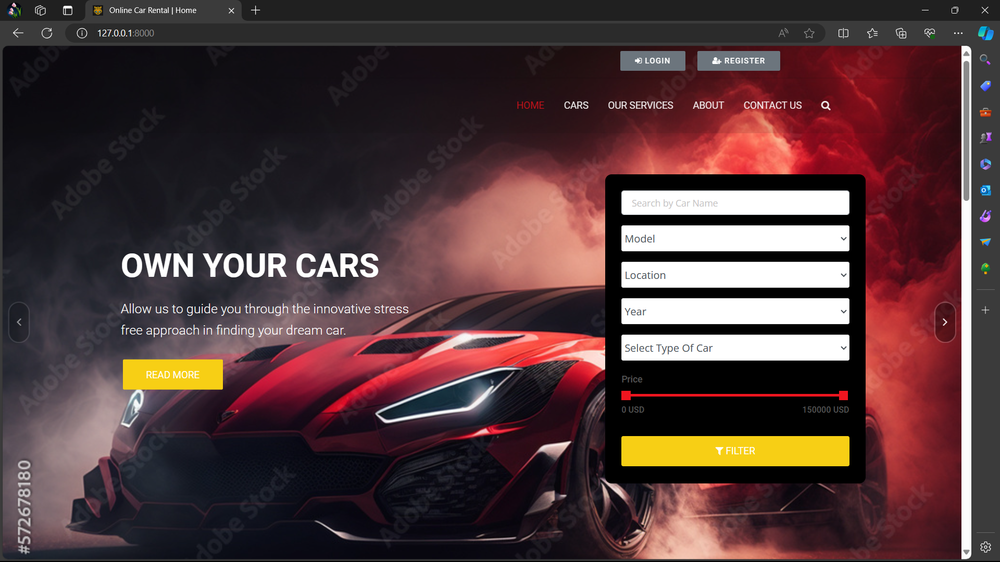 Online Car Rental | Home
127.0.0.1:8000
LOGIN
REGISTER
HOME
CARS
OUR SERVICES
ABOUT
CONTACT US
Search by Car Name
Model
Location
Year
Select Type Of Car
Price
0 USD
150000 USD
FILTER
OWN YOUR CARS
Allow us to guide you through the innovative stress
free approach in finding your dream car.
READ MORE
Adobe Stock
#572678180